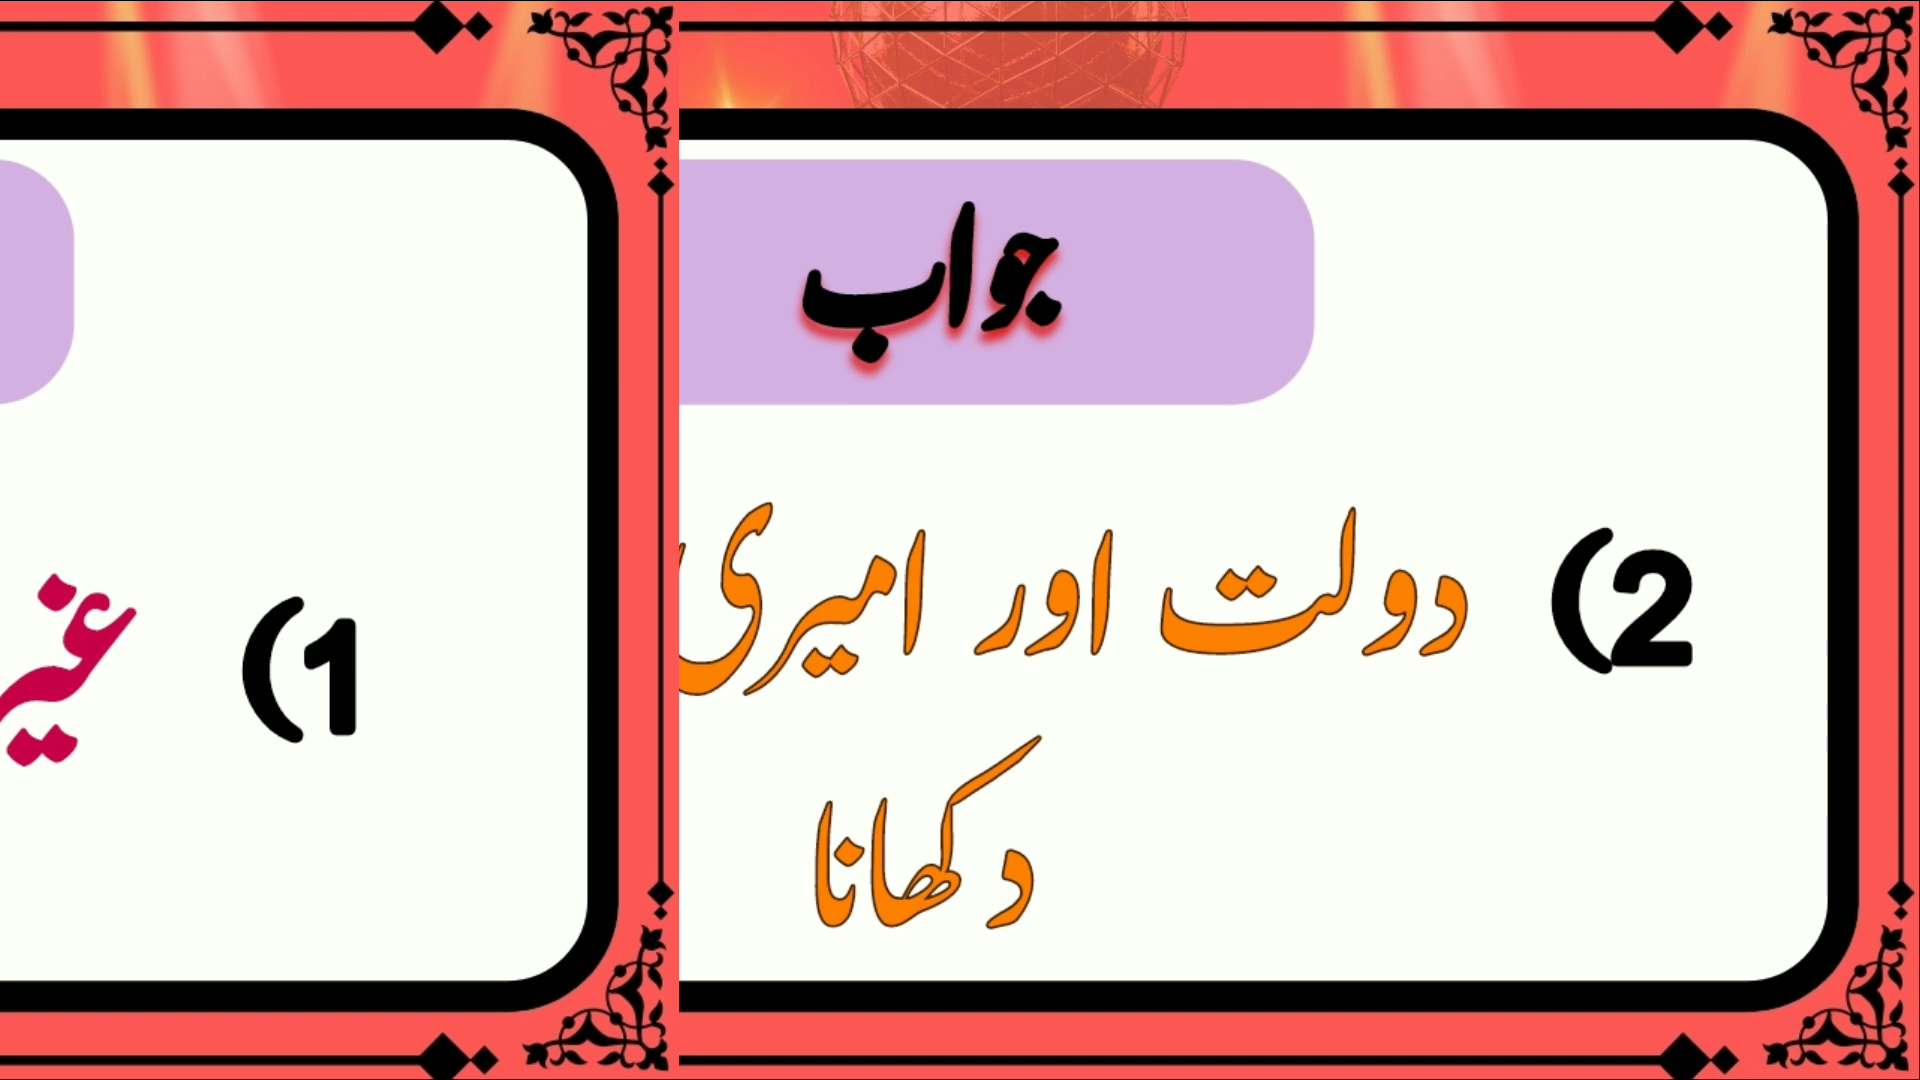 جواب
2) دولت اور امیری
دکھانا
1)